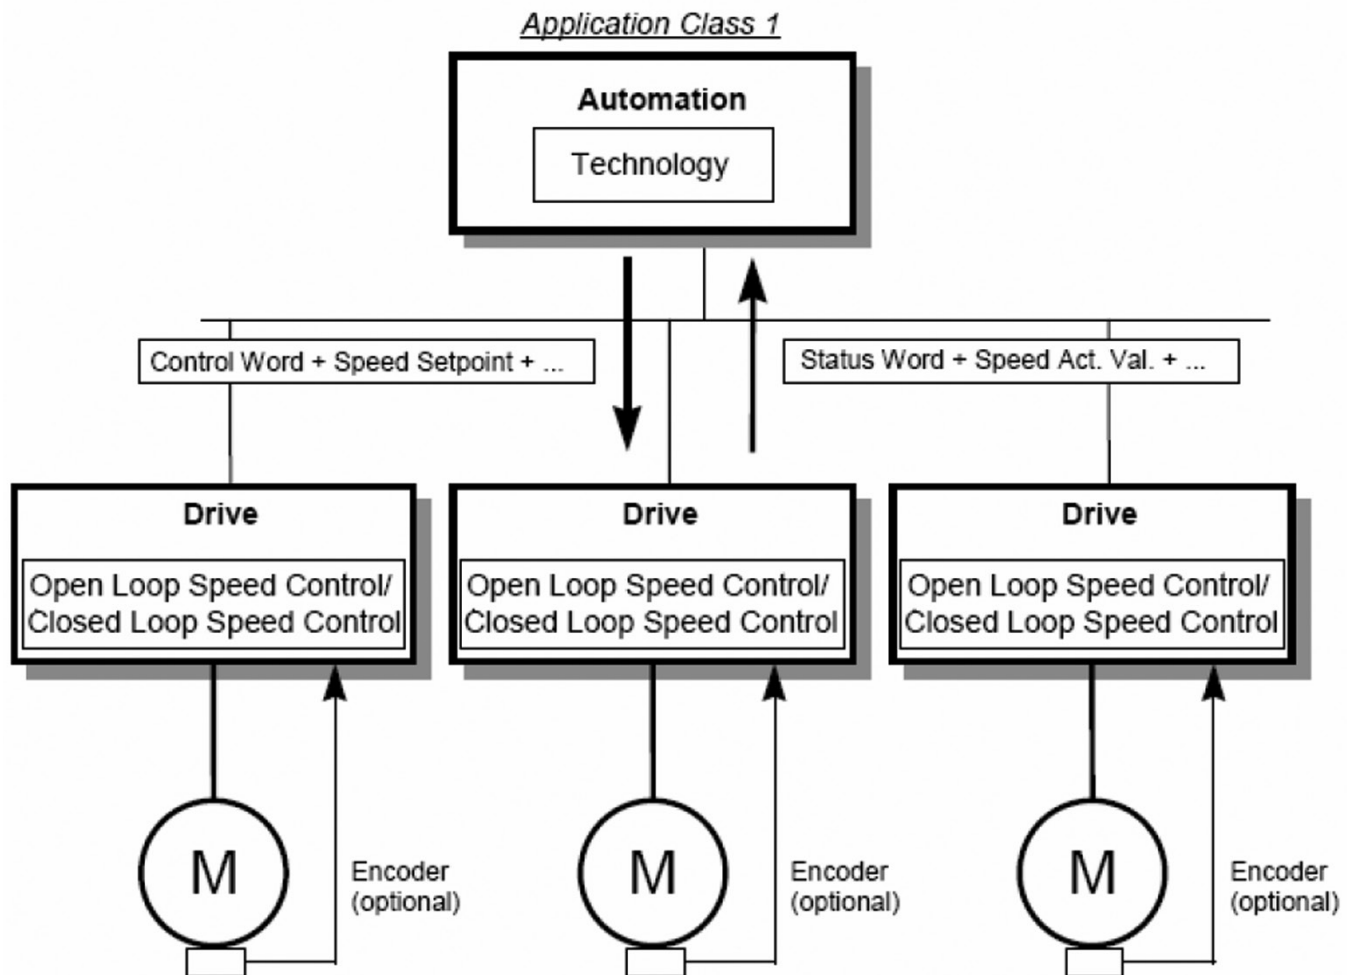 Application Class 1
Automation
Technology
Control Word + Speed Setpoint + ...
Status Word + Speed Act. Val. + ...
Drive
Open Loop Speed Control/
Closed Loop Speed Control
Drive
Open Loop Speed Control/
Closed Loop Speed Control
Drive
Open Loop Speed Control/
Closed Loop Speed Control
M
Encoder
(optional)
M
Encoder
(optional)
M
Encoder
(optional)